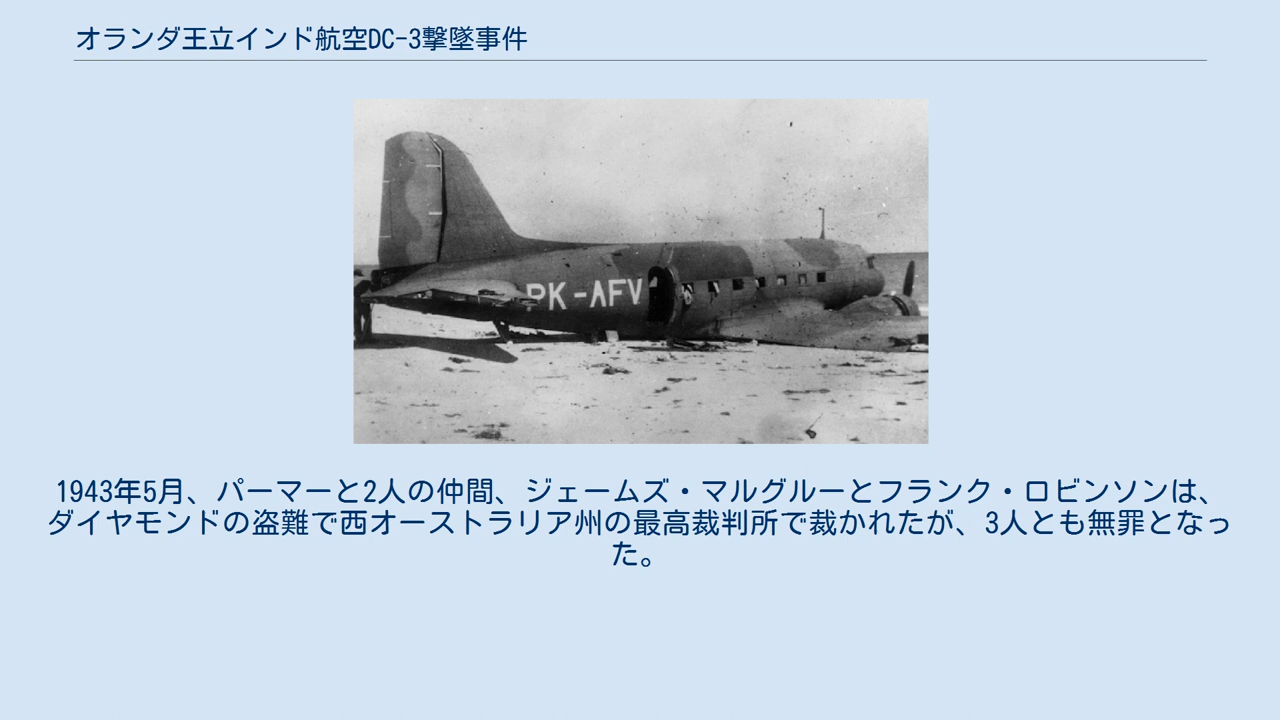 オランダ王立インド航空DC-3撃墜事件
PK-AFV
1943年5月、パーマーと2人の仲間、ジェームズ・マルグルーとフランク・ロビンソンは、
ダイヤモンドの盗難で西オーストラリア州の最高裁判所で裁かれたが、3人とも無罪となっ
た。